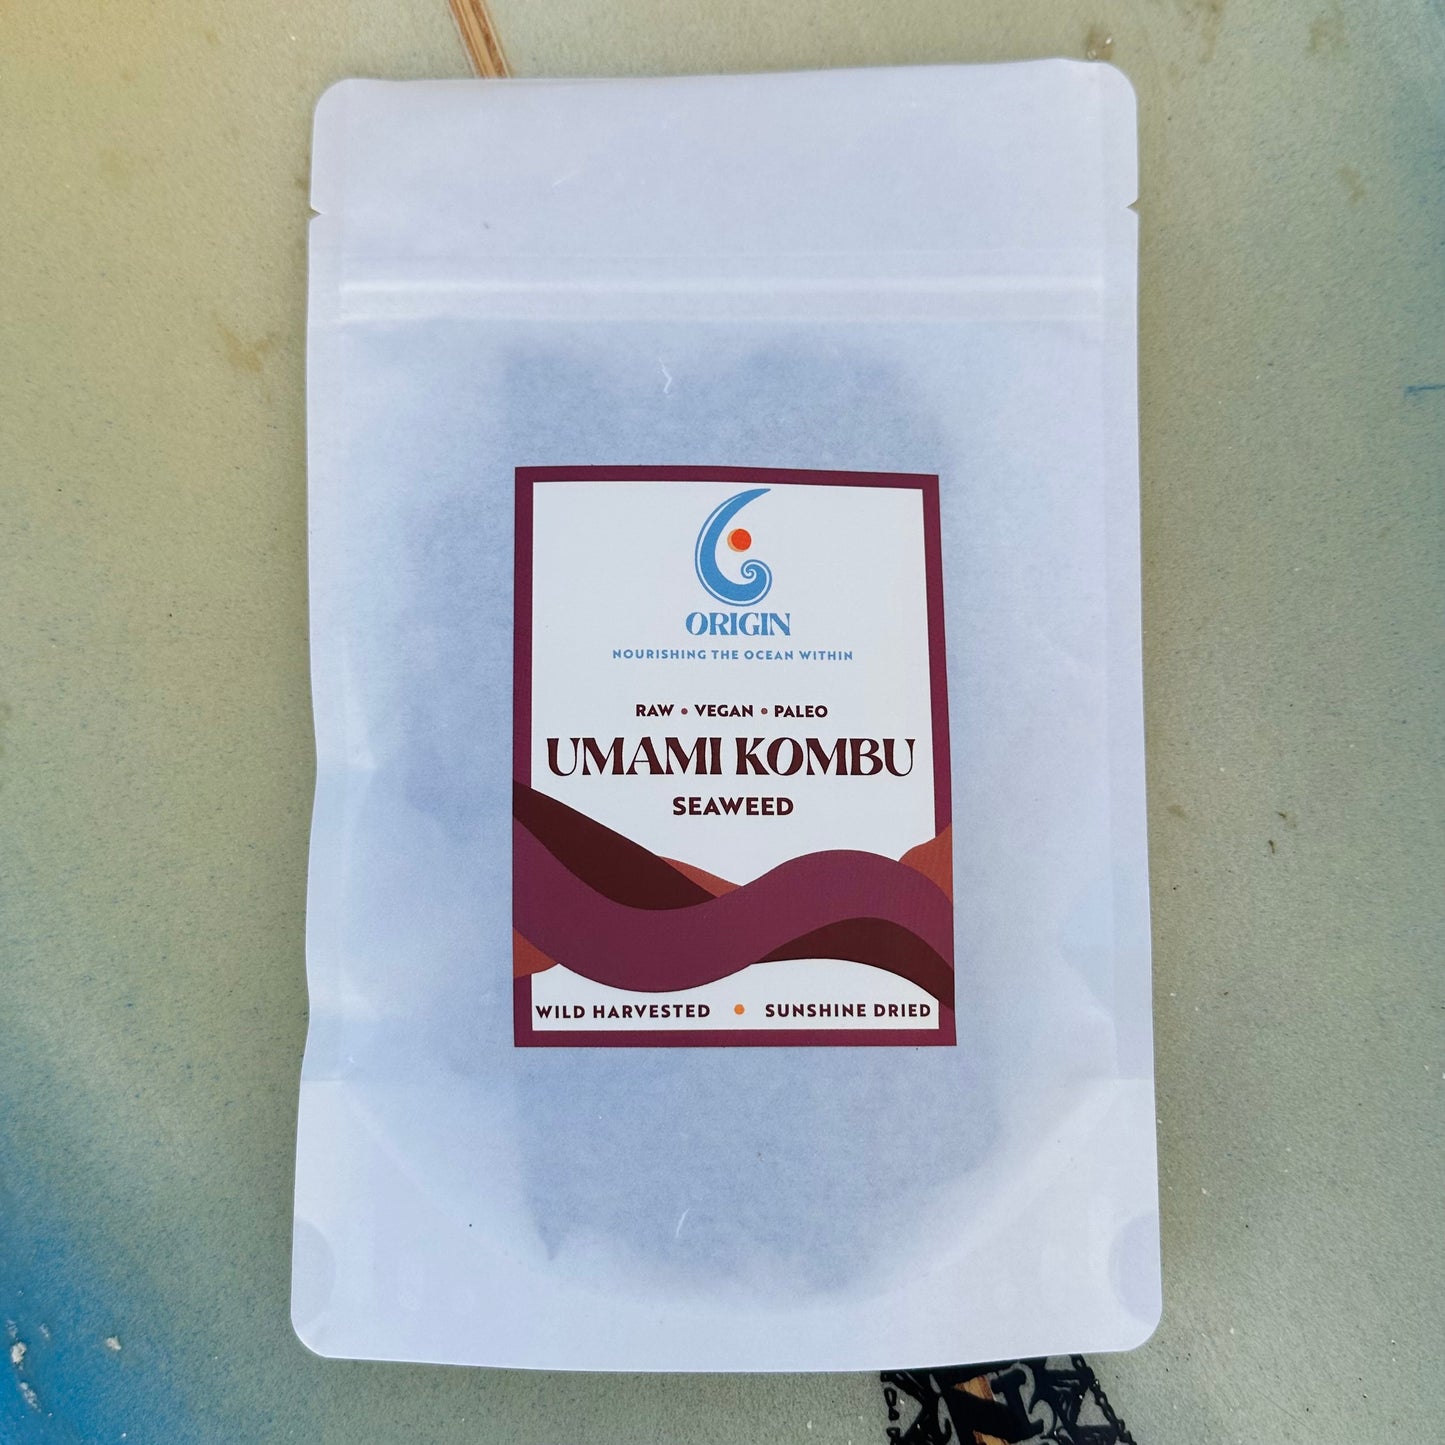 ORIGIN
NOURISHING THE OCEAN WITHIN
RAW • VEGAN • PALEO
UMAMI KOMBU
SEAWEED
WILD HARVESTED • SUNSHINE DRIED